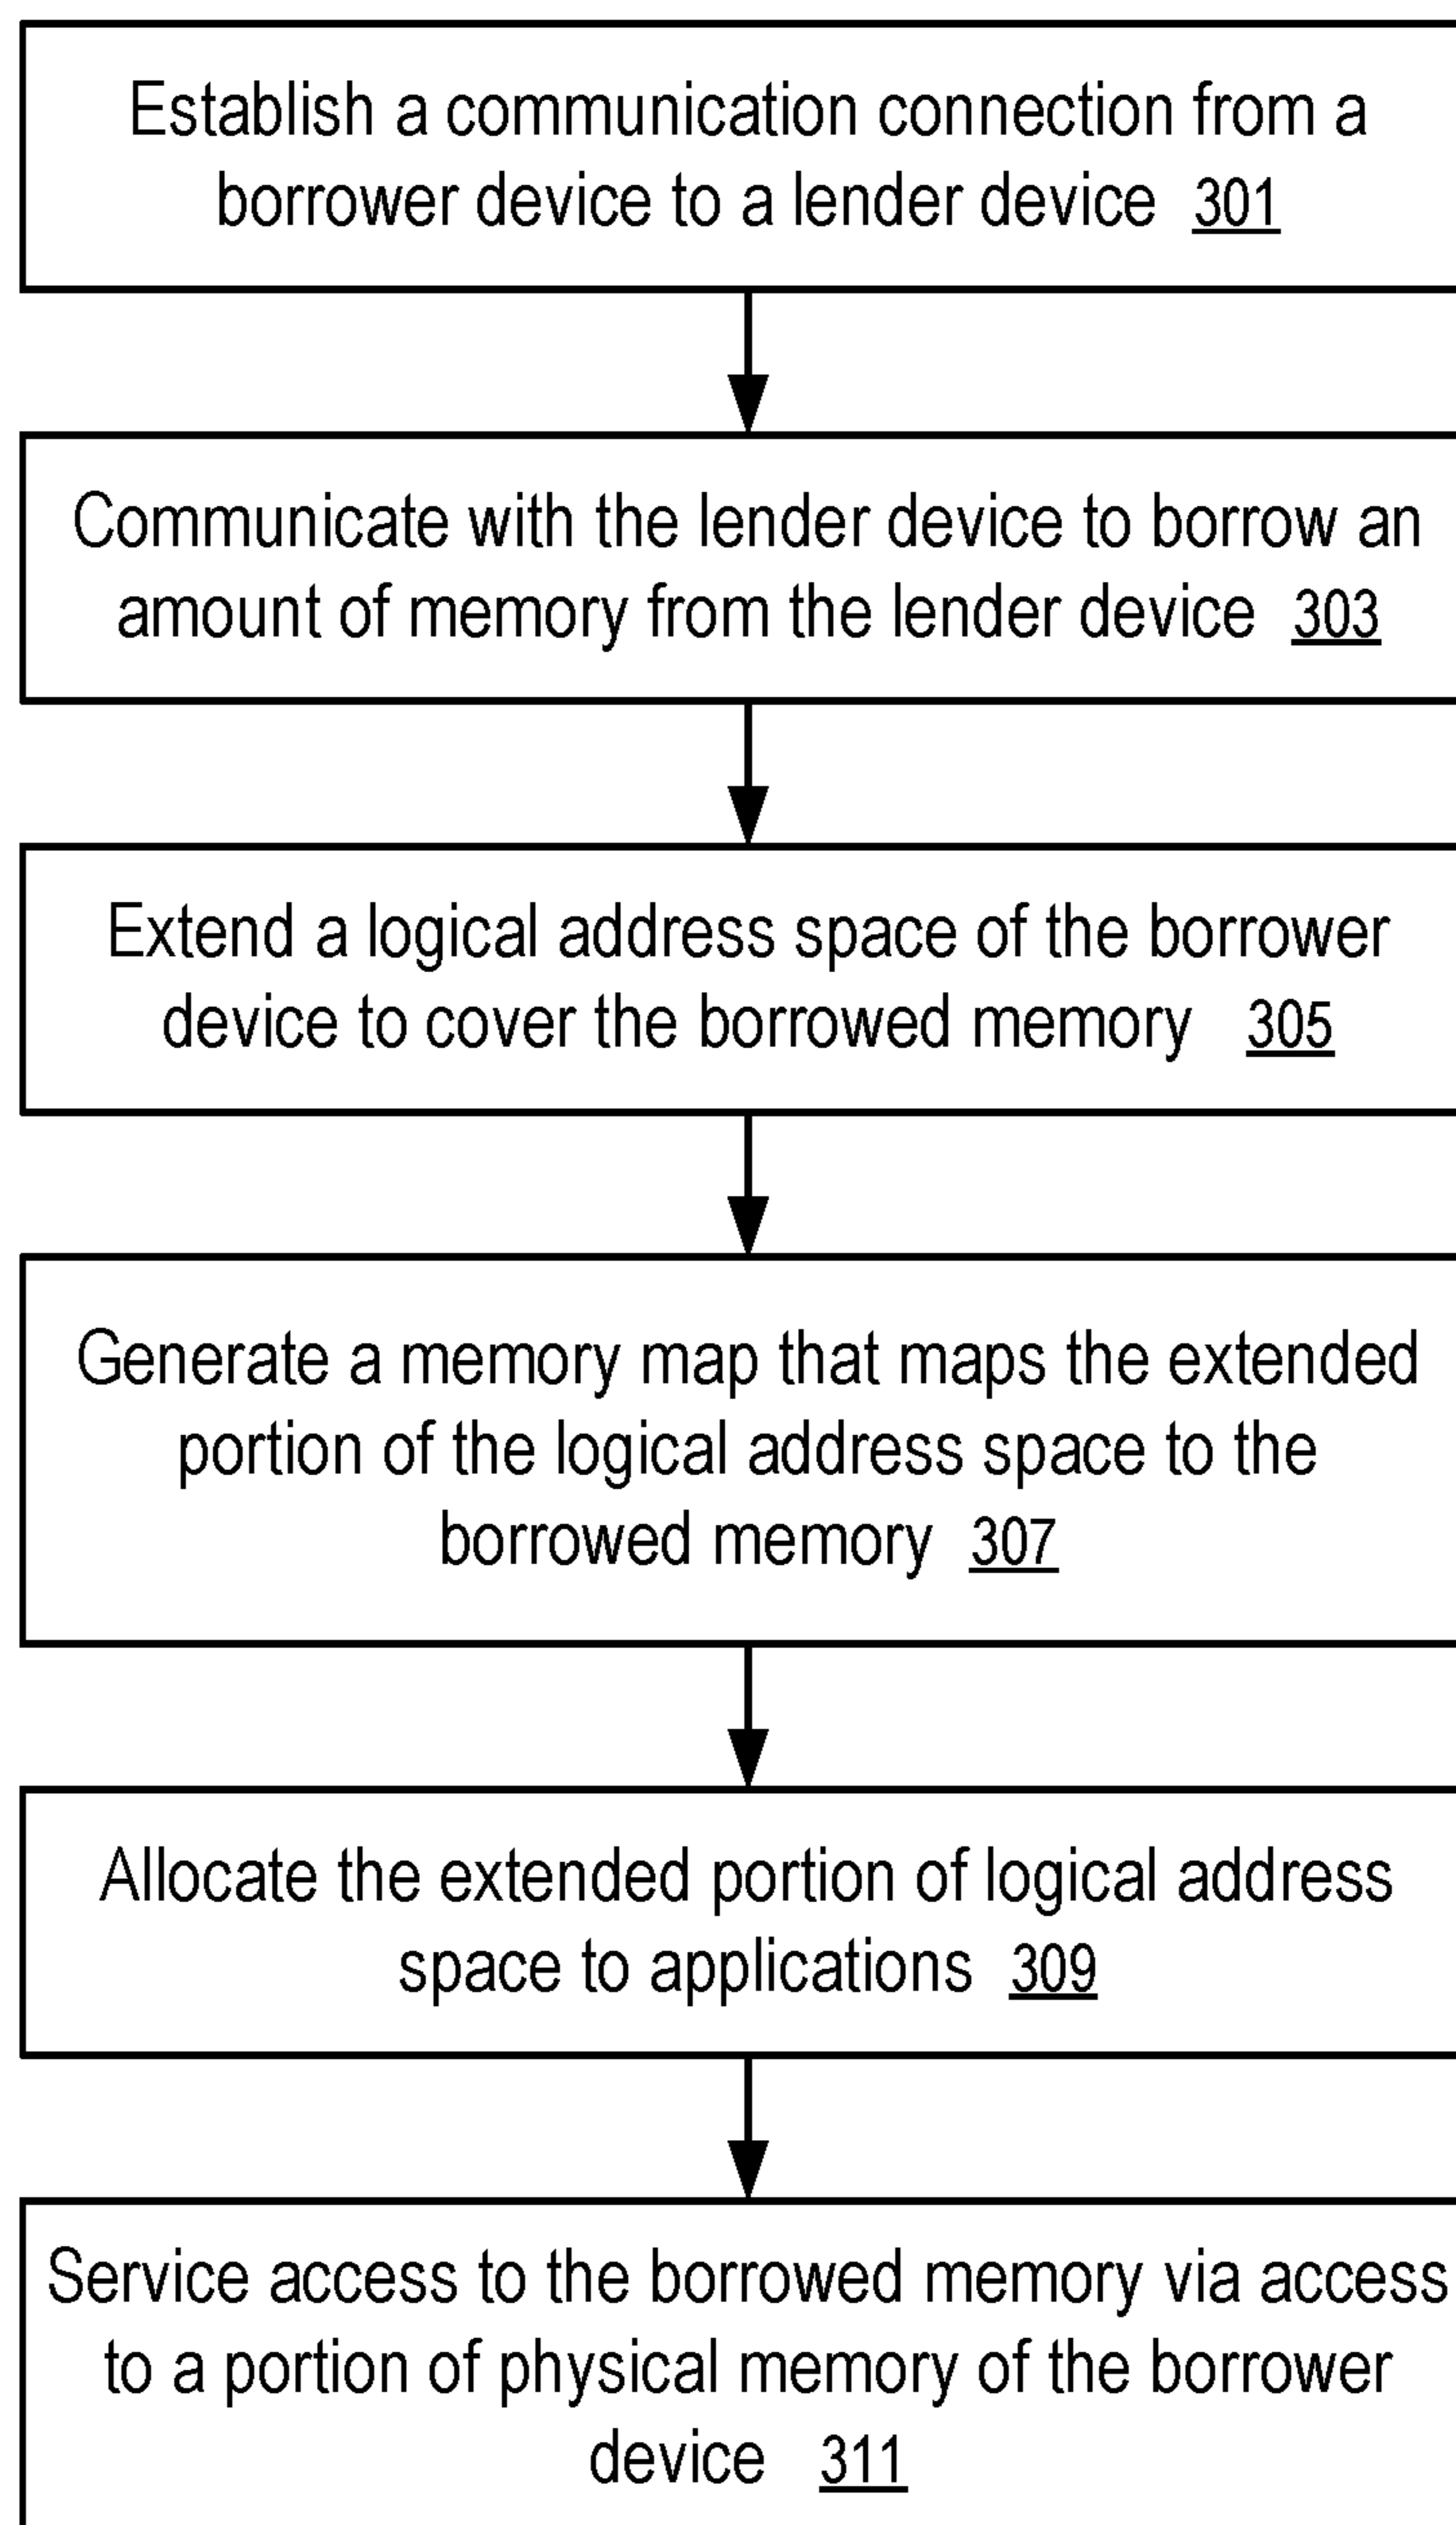 Establish a communication connection from a
borrower device to a lender device 301
Communicate with the lender device to borrow an
amount of memory from the lender device 303
Extend a logical address space of the borrower
device to cover the borrowed memory 305
Generate a memory map that maps the extended
portion of the logical address space to the
borrowed memory 307
Allocate the extended portion of logical address
space to applications 309
Service access to the borrowed memory via access
to a portion of physical memory of the borrower
device 311